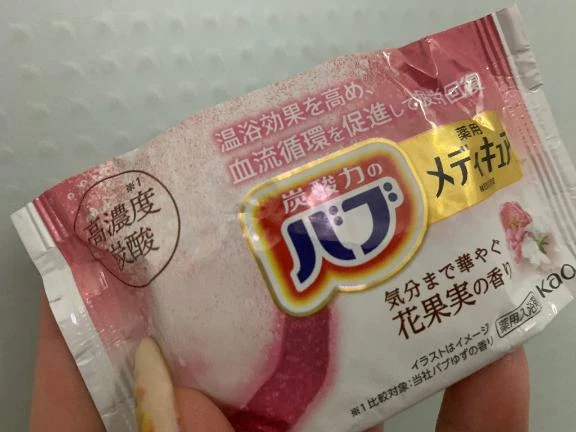 温浴効果を高め、
血流循環を促進して疲労回復
※1
高濃度
炭酸
炭酸力の
バブ
薬用
メディキュア
気分まで華やぐ
花果実の香り
kao
薬用入浴剤
イラストはイメージ
※1 比較対象:当社バブゆずの香り